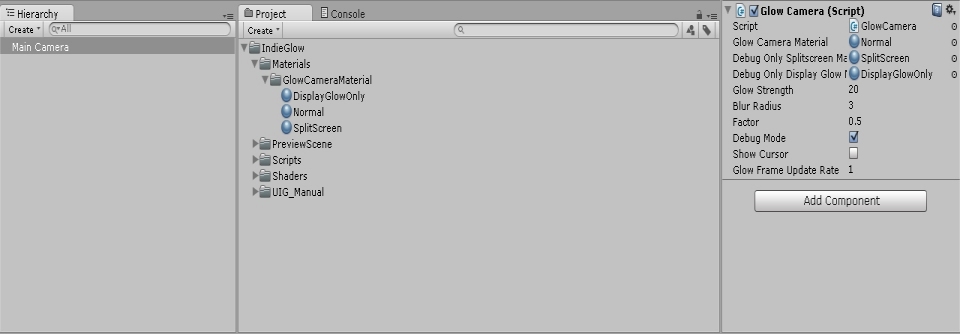 Hierarchy
Create
All
Main Camera
Project
Console
Create
IndieGlow
Materials
GlowCameraMaterial
DisplayGlowOnly
Normal
SplitScreen
PreviewScene
Scripts
Shaders
UIG_Manual
Glow Camera (Script)
Script GlowCamera
Glow Camera Material Normal
Debug Only Splitscreen Ma SplitScreen
Debug Only Display Glow DisplayGlowOnly
Glow Strength 20
Blur Radius 3
Factor 0.5
Debug Mode
Show Cursor
Glow Frame Update Rate 1
Add Component